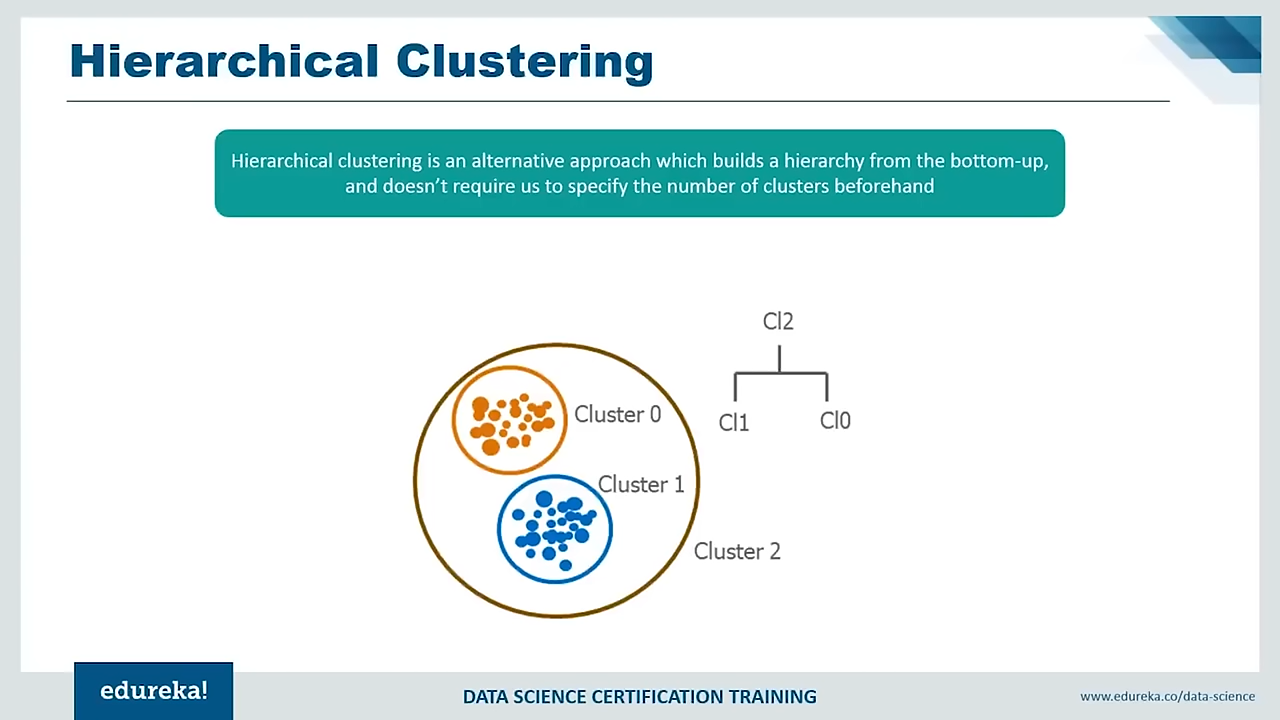 Hierarchical Clustering
Hierarchical clustering is an alternative approach which builds a hierarchy from the bottom-up,
and doesn't require us to specify the number of clusters beforehand
Cl2
Cl1
Cl0
Cluster 0
Cluster 1
Cluster 2
edureka!
DATA SCIENCE CERTIFICATION TRAINING
www.edureka.co/data-science